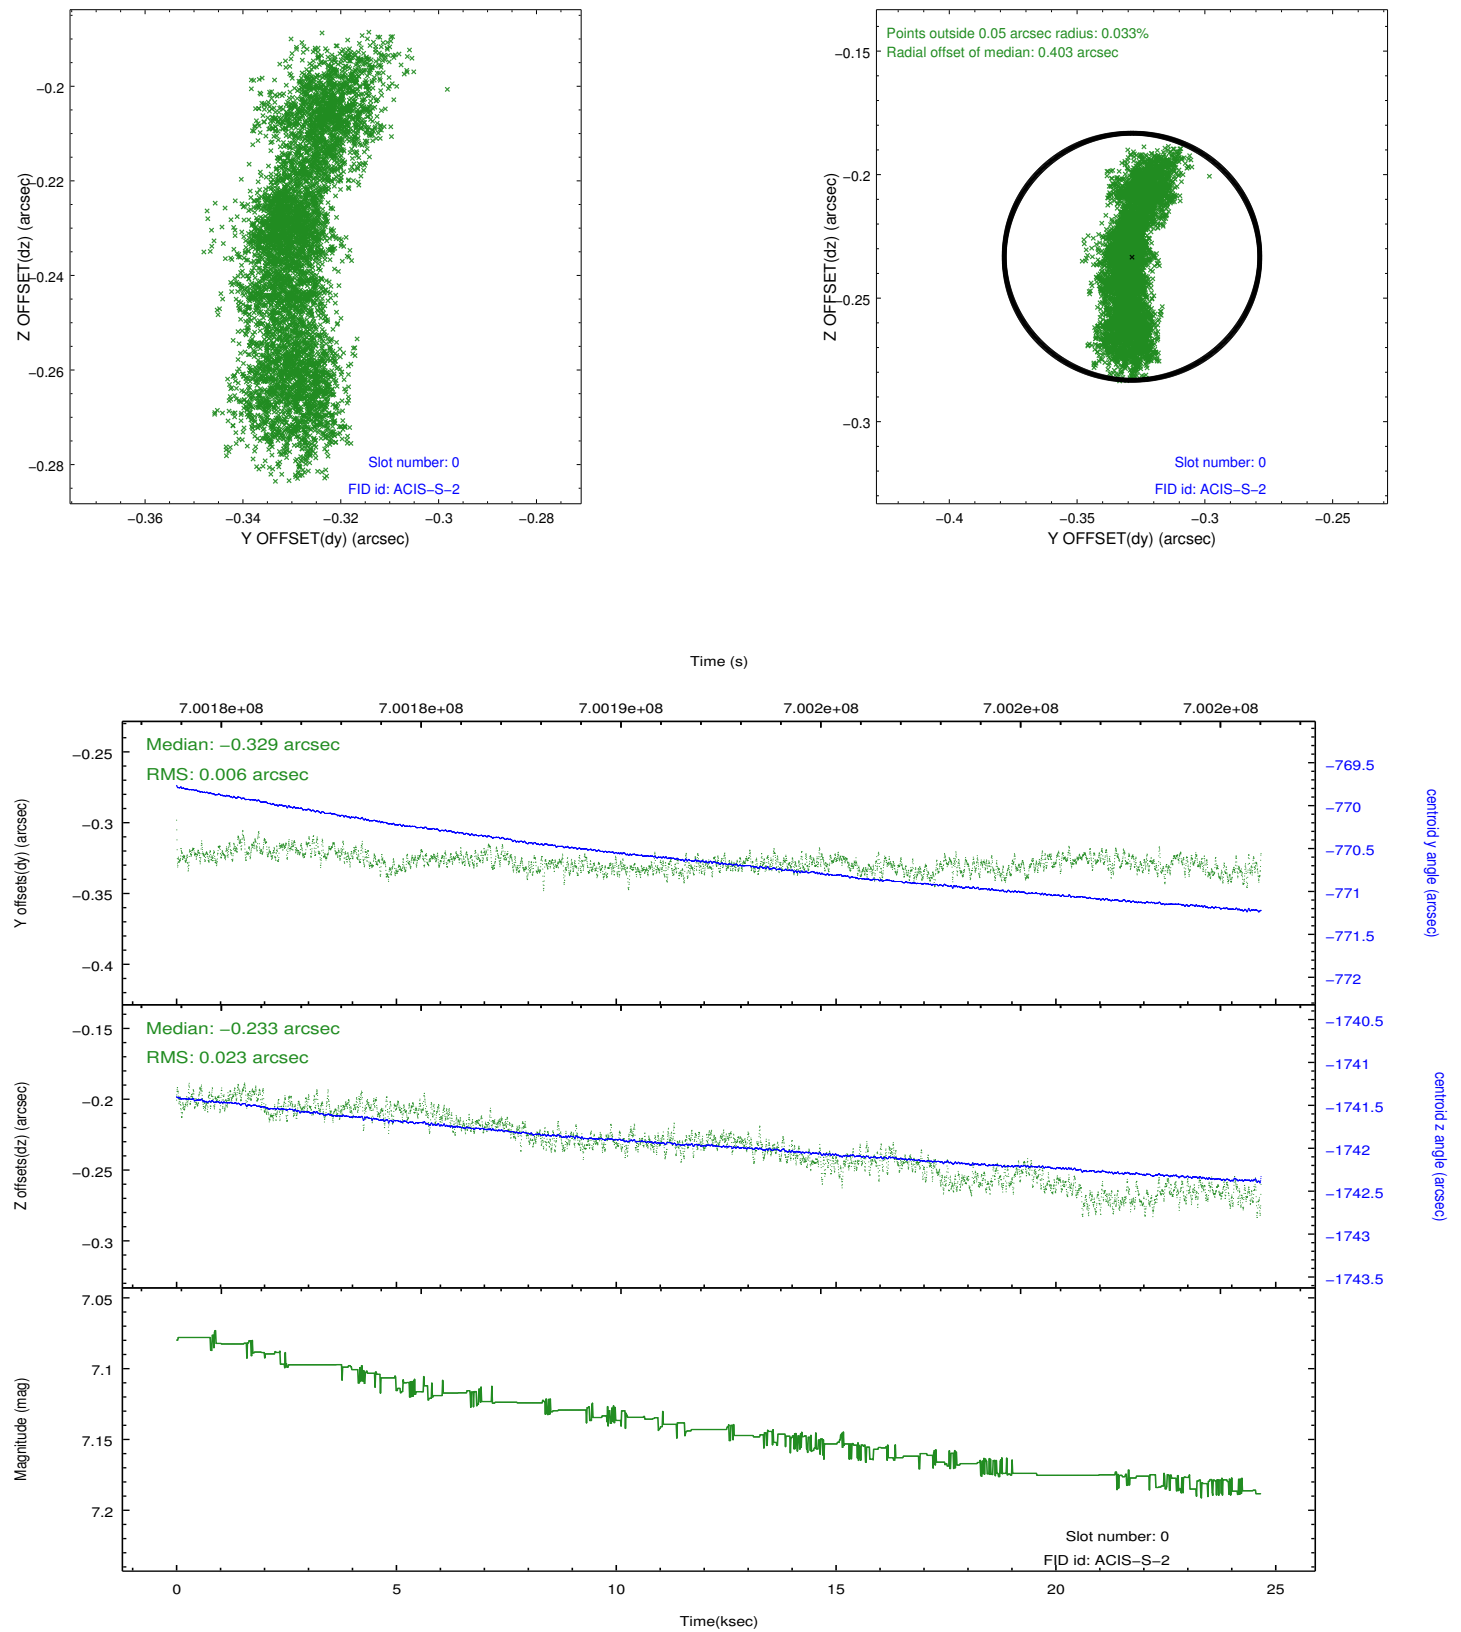 −0.2
−0.22
−0.24
−0.26
−0.28
Z OFFSET(dz) (arcsec)
Slot number: 0
FID id: ACIS−S−2
−0.36
−0.34
−0.32
−0.3
−0.28
Y OFFSET(dy) (arcsec)
Points outside 0.05 arcsec radius: 0.033%
Radial offset of median: 0.403 arcsec
−0.15
−0.2
−0.25
−0.3
Z OFFSET(dz) (arcsec)
Slot number: 0
FID id: ACIS−S−2
−0.4
−0.35
−0.3
−0.25
Y OFFSET(dy) (arcsec)
Time (s)
7.0018e+08
7.0018e+08
7.0019e+08
7.002e+08
7.002e+08
7.002e+08
Median: −0.329 arcsec
RMS: 0.006 arcsec
−0.25
−0.3
−0.35
−0.4
Y offsets(dy) (arcsec)
−769.5
−770
−770.5
−771
−771.5
−772
centroid y angle (arcsec)
Median: −0.233 arcsec
RMS: 0.023 arcsec
−0.15
−0.2
−0.25
−0.3
Z offsets(dz) (arcsec)
−1740.5
−1741
−1741.5
−1742
−1742.5
−1743
−1743.5
centroid z angle (arcsec)
7.05
7.1
7.15
7.2
Magnitude (mag)
Slot number: 0
FID id: ACIS−S−2
0
5
10
15
20
25
Time(ksec)